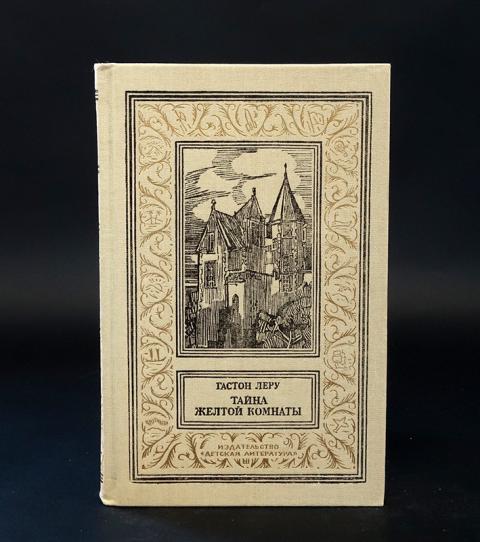 ГАСТОН ЛЕРУ
ТАЙНА
ЖЕЛТОЙ КОМНАТЫ
ИЗДАТЕЛЬСТВО
«ДЕТСКАЯ ЛИТЕРАТУРА»